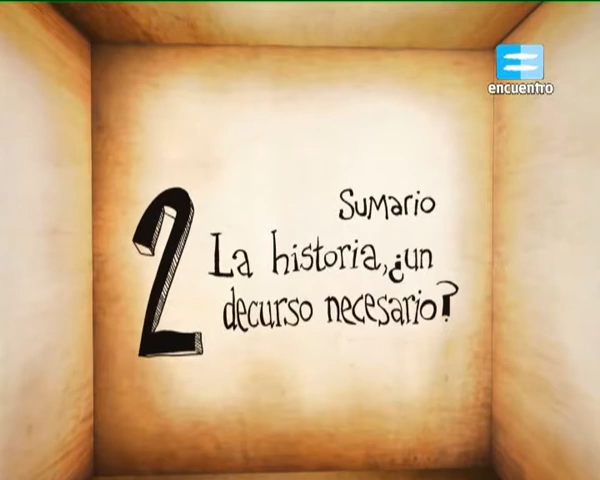 encuentro
Sumario
2
La historia, ¿un
decurso necesario?